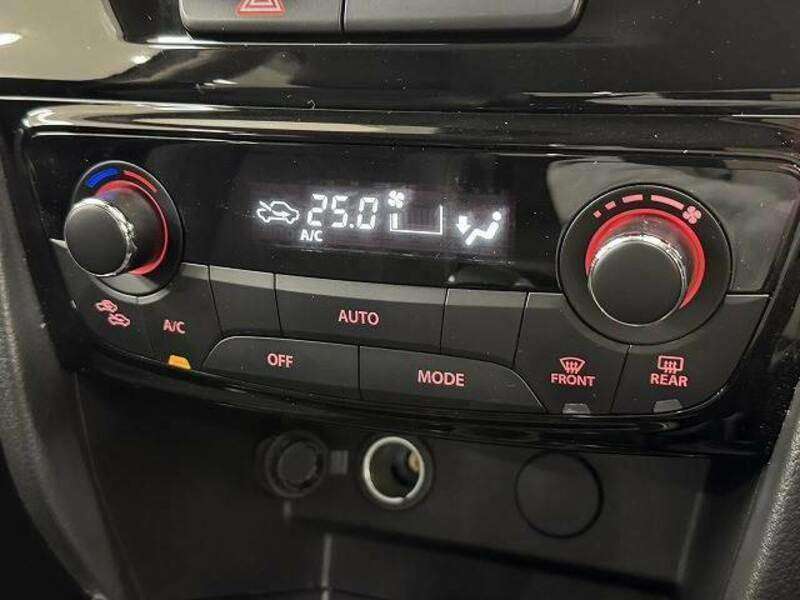 25.0
A/C
A/C
AUTO
OFF
MODE
FRONT
REAR